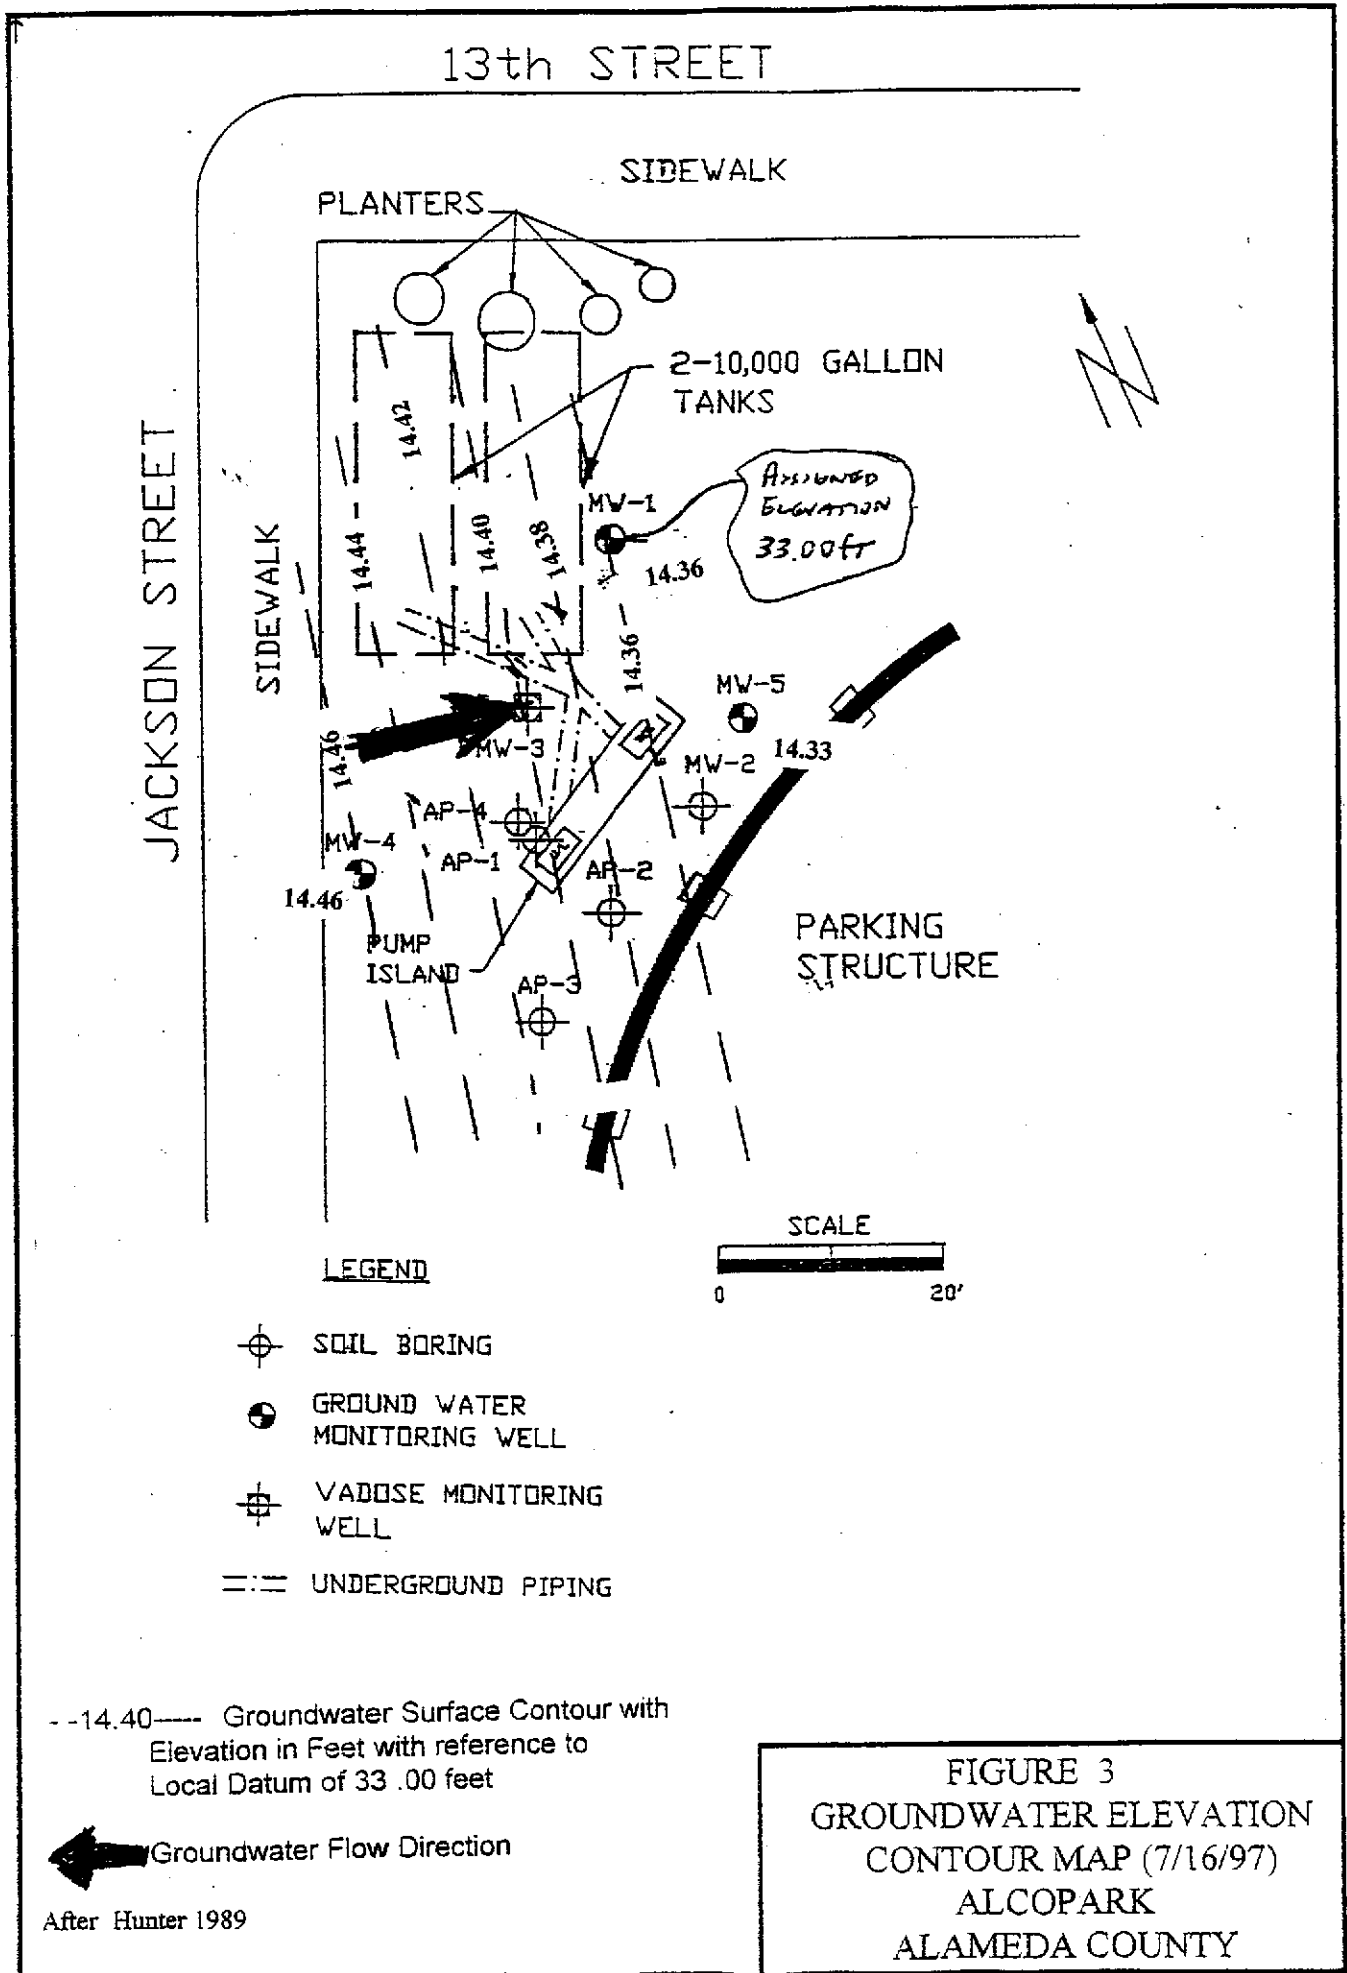 13th STREET
SIDEWALK
PLANTERS
2-10,000 GALLON
TANKS
JACKSON STREET
SIDEWALK
14.42
14.44
14.40
14.38
MW-1
ASSIGNED
ELEVATION
33.00ft
14.36
14.36
MW-5
14.33
MW-3
14.46
MW-2
AP-4
MW-4
AP-1
AP-2
14.46
PUMP
ISLAND
AP-3
PARKING
STRUCTURE
SCALE
0 20'
LEGEND
SOIL BORING
GROUND WATER
MONITORING WELL
VADOSE MONITORING
WELL
UNDERGROUND PIPING
--14.40---- Groundwater Surface Contour with
Elevation in Feet with reference to
Local Datum of 33 .00 feet
Groundwater Flow Direction
After Hunter 1989
FIGURE 3
GROUNDWATER ELEVATION
CONTOUR MAP (7/16/97)
ALCOPARK
ALAMEDA COUNTY